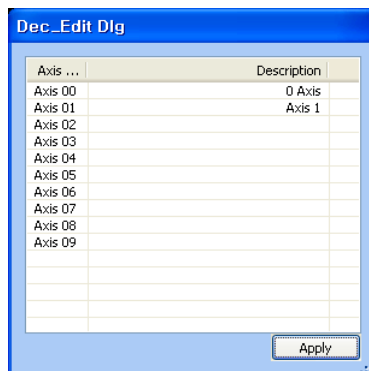 Dec_Edit Dlg
Axis ... Description
Axis 00 0 Axis
Axis 01 Axis 1
Axis 02
Axis 03
Axis 04
Axis 05
Axis 06
Axis 07
Axis 08
Axis 09
Apply